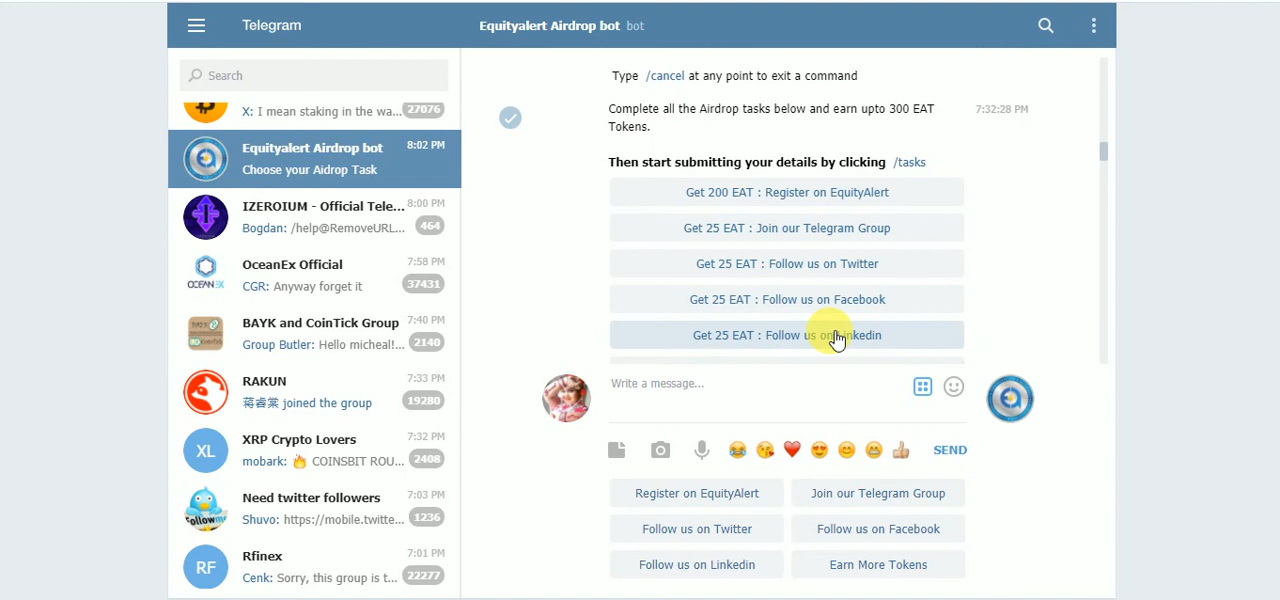 Telegram
Equityalert Airdrop bot bot
Search
X: I mean staking in the wa... 27076
Equityalert Airdrop bot 8:02 PM
Choose your Aidrop Task
IZEROIUM - Official Tele... 8:00 PM
Bogdan: /help@RemoveURL... 464
OceanEx Official 7:58 PM
OCEANEX
CGR: Anyway forget it 37431
BAYK and CoinTick Group 7:40 PM
Group Butler: Hello micheal!... 2140
RAKUN 7:33 PM
蒋睿棠 joined the group 19280
XL
XRP Crypto Lovers 7:32 PM
mobark: 🔥 COINSBIT ROU... 2408
Need twitter followers 7:03 PM
Shuvo: https://mobile.twitte... 1236
RF
Rfinex 7:01 PM
Cenk: Sorry, this group is t... 22277
Type /cancel at any point to exit a command
Complete all the Airdrop tasks below and earn upto 300 EAT 7:32:28 PM
Tokens.
Then start submitting your details by clicking /tasks
Get 200 EAT : Register on EquityAlert
Get 25 EAT : Join our Telegram Group
Get 25 EAT : Follow us on Twitter
Get 25 EAT : Follow us on Facebook
Get 25 EAT : Follow us on Linkedin
Write a message...
SEND
Register on EquityAlert
Join our Telegram Group
Follow us on Twitter
Follow us on Facebook
Follow us on Linkedin
Earn More Tokens